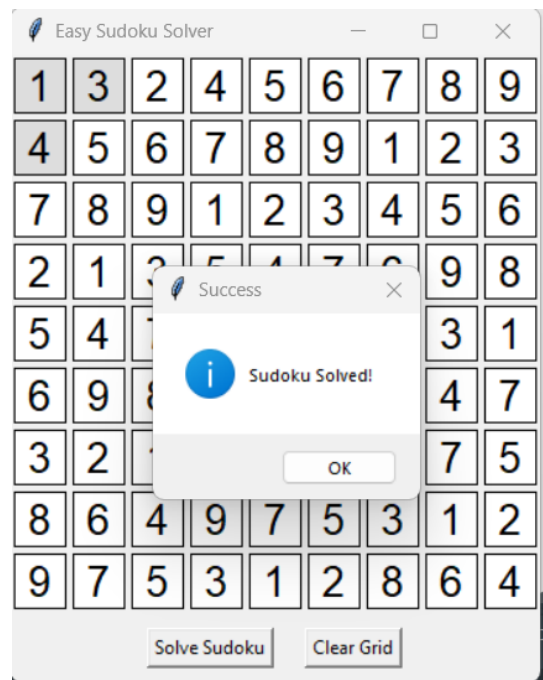 Easy Sudoku Solver
1 3 2 4 5 6 7 8 9
4 5 6 7 8 9 1 2 3
7 8 9 1 2 3 4 5 6
2 1 9 8
Success
5 4 3 1
Sudoku Solved!
6 9 4 7
3 2 7 5
OK
8 6 4 9 7 5 3 1 2
9 7 5 3 1 2 8 6 4
Solve Sudoku Clear Grid